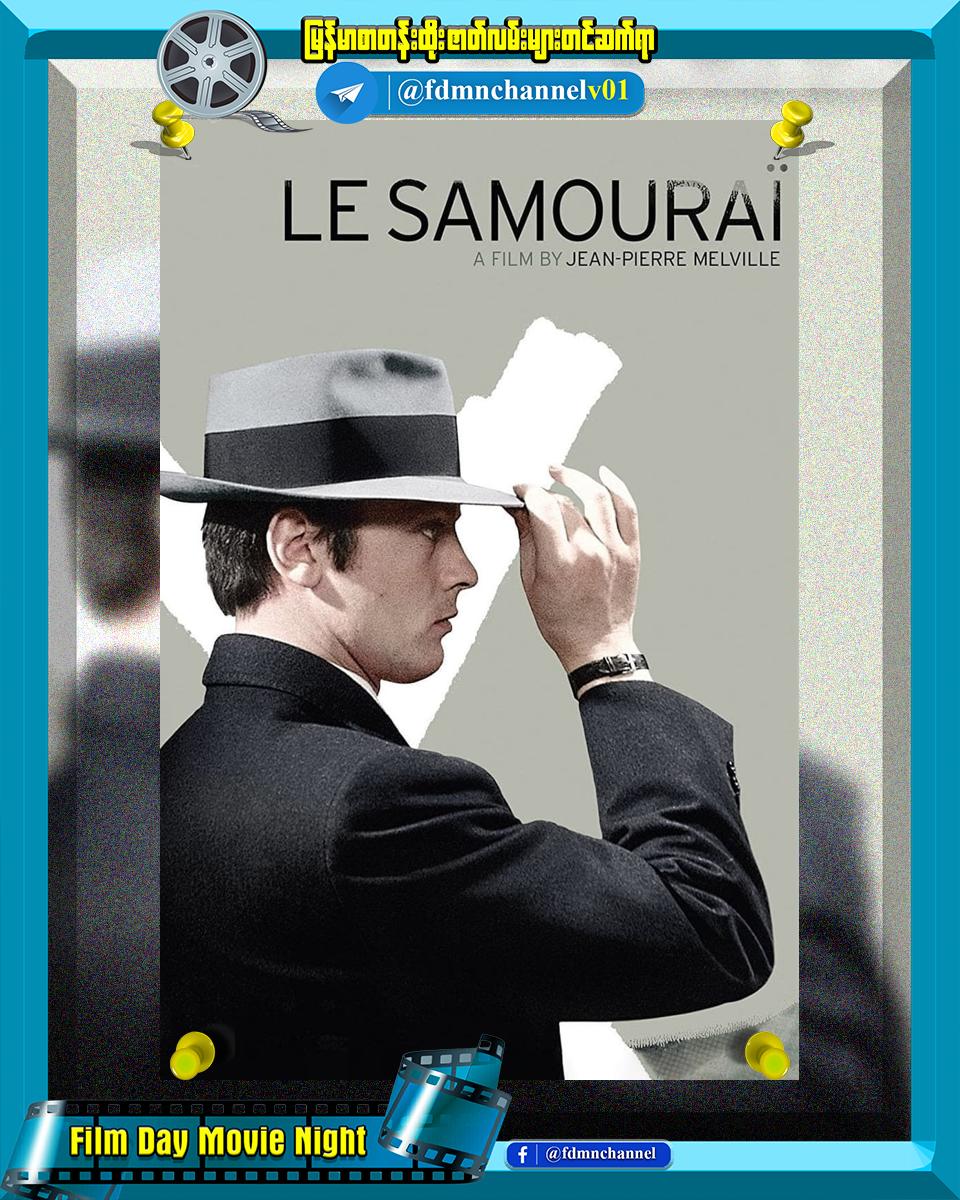 မြန်မာစာတန်းထိုးဇာတ်လမ်းများတင်ဆက်ရာ
@fdmnchannelv01
LE SAMOURAÏ
A FILM BY JEAN-PIERRE MELVILLE
Film Day Movie Night
@fdmnchannel